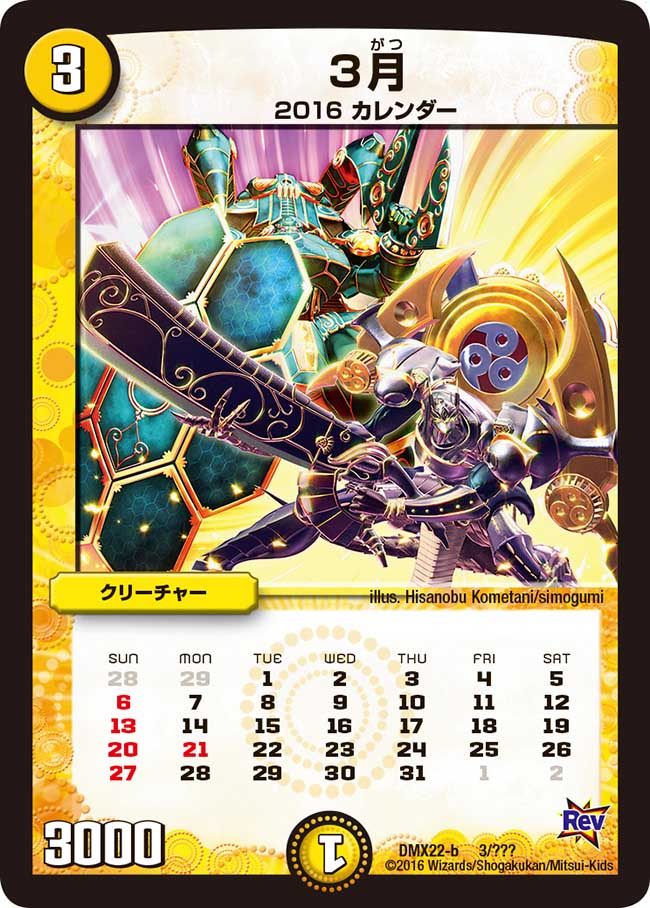 3
がつ
3月
2016 カレンダー
クリーチャー
illus. Hisanobu Kometani/simogumi
SUN MON TUE WED THU FRI SAT
28 29 1 2 3 4 5
6 7 8 9 10 11 12
13 14 15 16 17 18 19
20 21 22 23 24 25 26
27 28 29 30 31 1 2
3000
1
Rev
DMX22-b 3/???
©2016 Wizards/Shogakukan/Mitsui-Kids